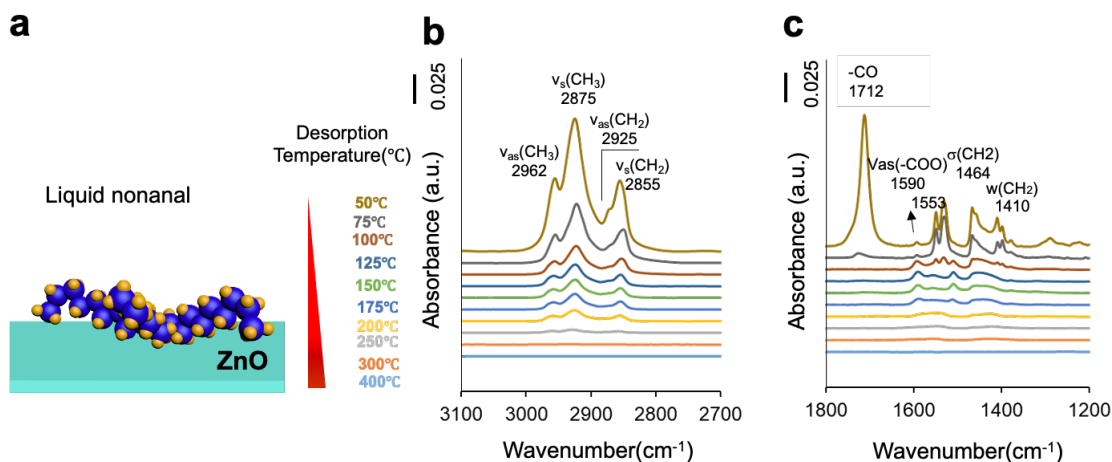 a
Liquid nonanal
ZnO
Desorption
Temperature(℃)
50℃
75℃
100℃
125℃
150℃
175℃
200℃
250℃
300℃
400℃
b
0.025
vₛ(CH₃)
2875
vₐₛ(CH₂)
2925
vₐₛ(CH₃)
2962
vₛ(CH₂)
2855
Absorbance (a.u.)
3100 3000 2900 2800 2700
Wavenumber(cm⁻¹)
c
0.025
-CO
1712
Vas(-COO)
1590
1553
σ(CH2)
1464
w(CH₂)
1410
Absorbance (a.u.)
1800 1600 1400 1200
Wavenumber(cm⁻¹)